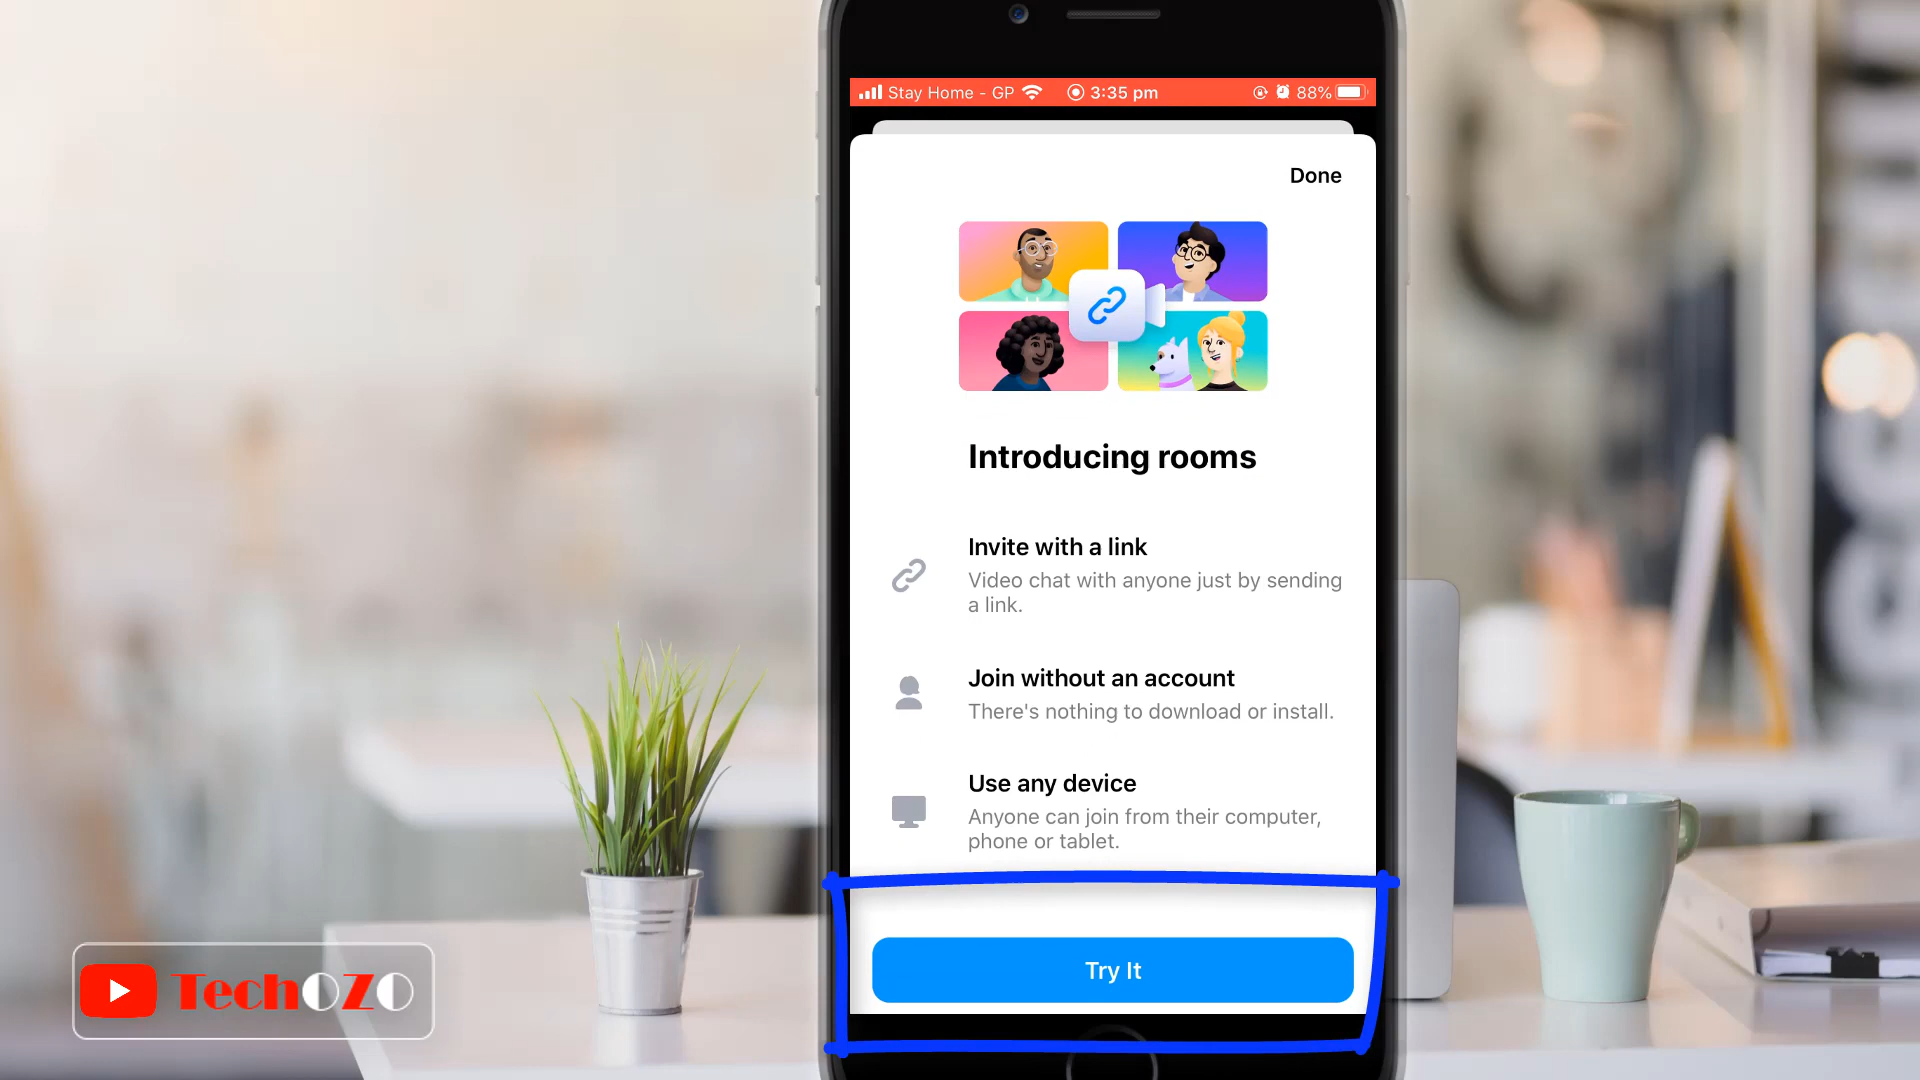 Stay Home - GP 3:35 pm 88%
Done
Introducing rooms
Invite with a link
Video chat with anyone just by sending
a link.
Join without an account
There's nothing to download or install.
Use any device
Anyone can join from their computer,
phone or tablet.
Try It
TechOZO